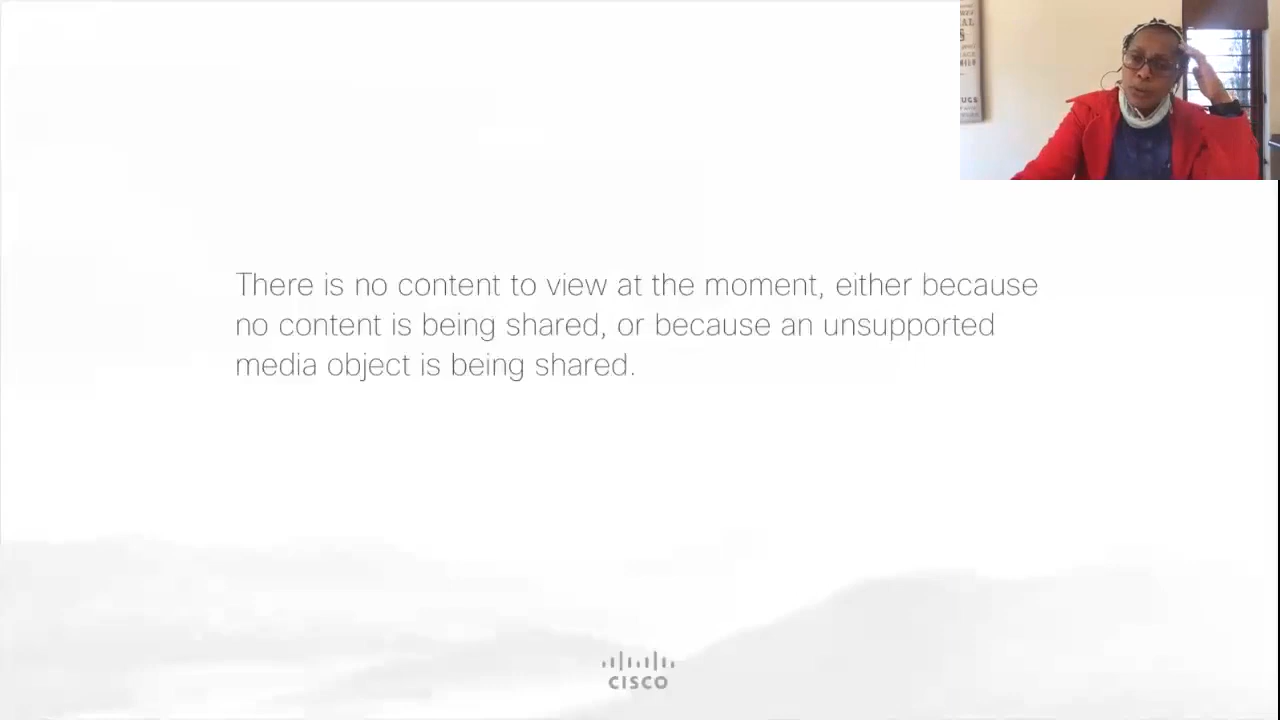 There is no content to view at the moment, either because
no content is being shared, or because an unsupported
media object is being shared.
CISCO